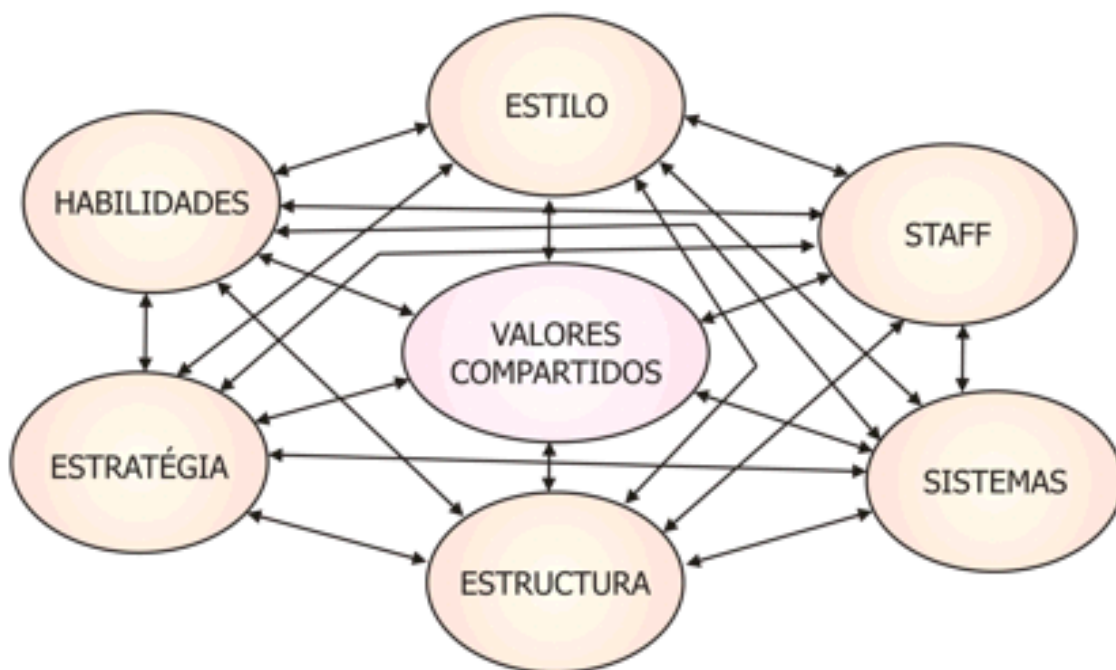 ESTILO
HABILIDADES
STAFF
VALORES
COMPARTIDOS
ESTRATÉGIA
SISTEMAS
ESTRUCTURA